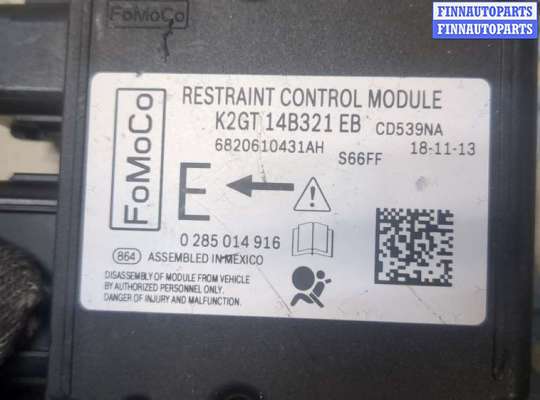 FINNAUTOPARTS
FINNAUTOPARTS
FoMoCo
RESTRAINT CONTROL MODULE
K2GT 14B321 EB CD539NA
6820610431AH S66FF 18-11-13
FoMoCo
E
0 285 014 916
864 ASSEMBLED IN MEXICO
DISASSEMBLY OF MODULE FROM VEHICLE
BY AUTHORIZED PERSONNEL ONLY.
DANGER OF INJURY AND MALFUNCTION.